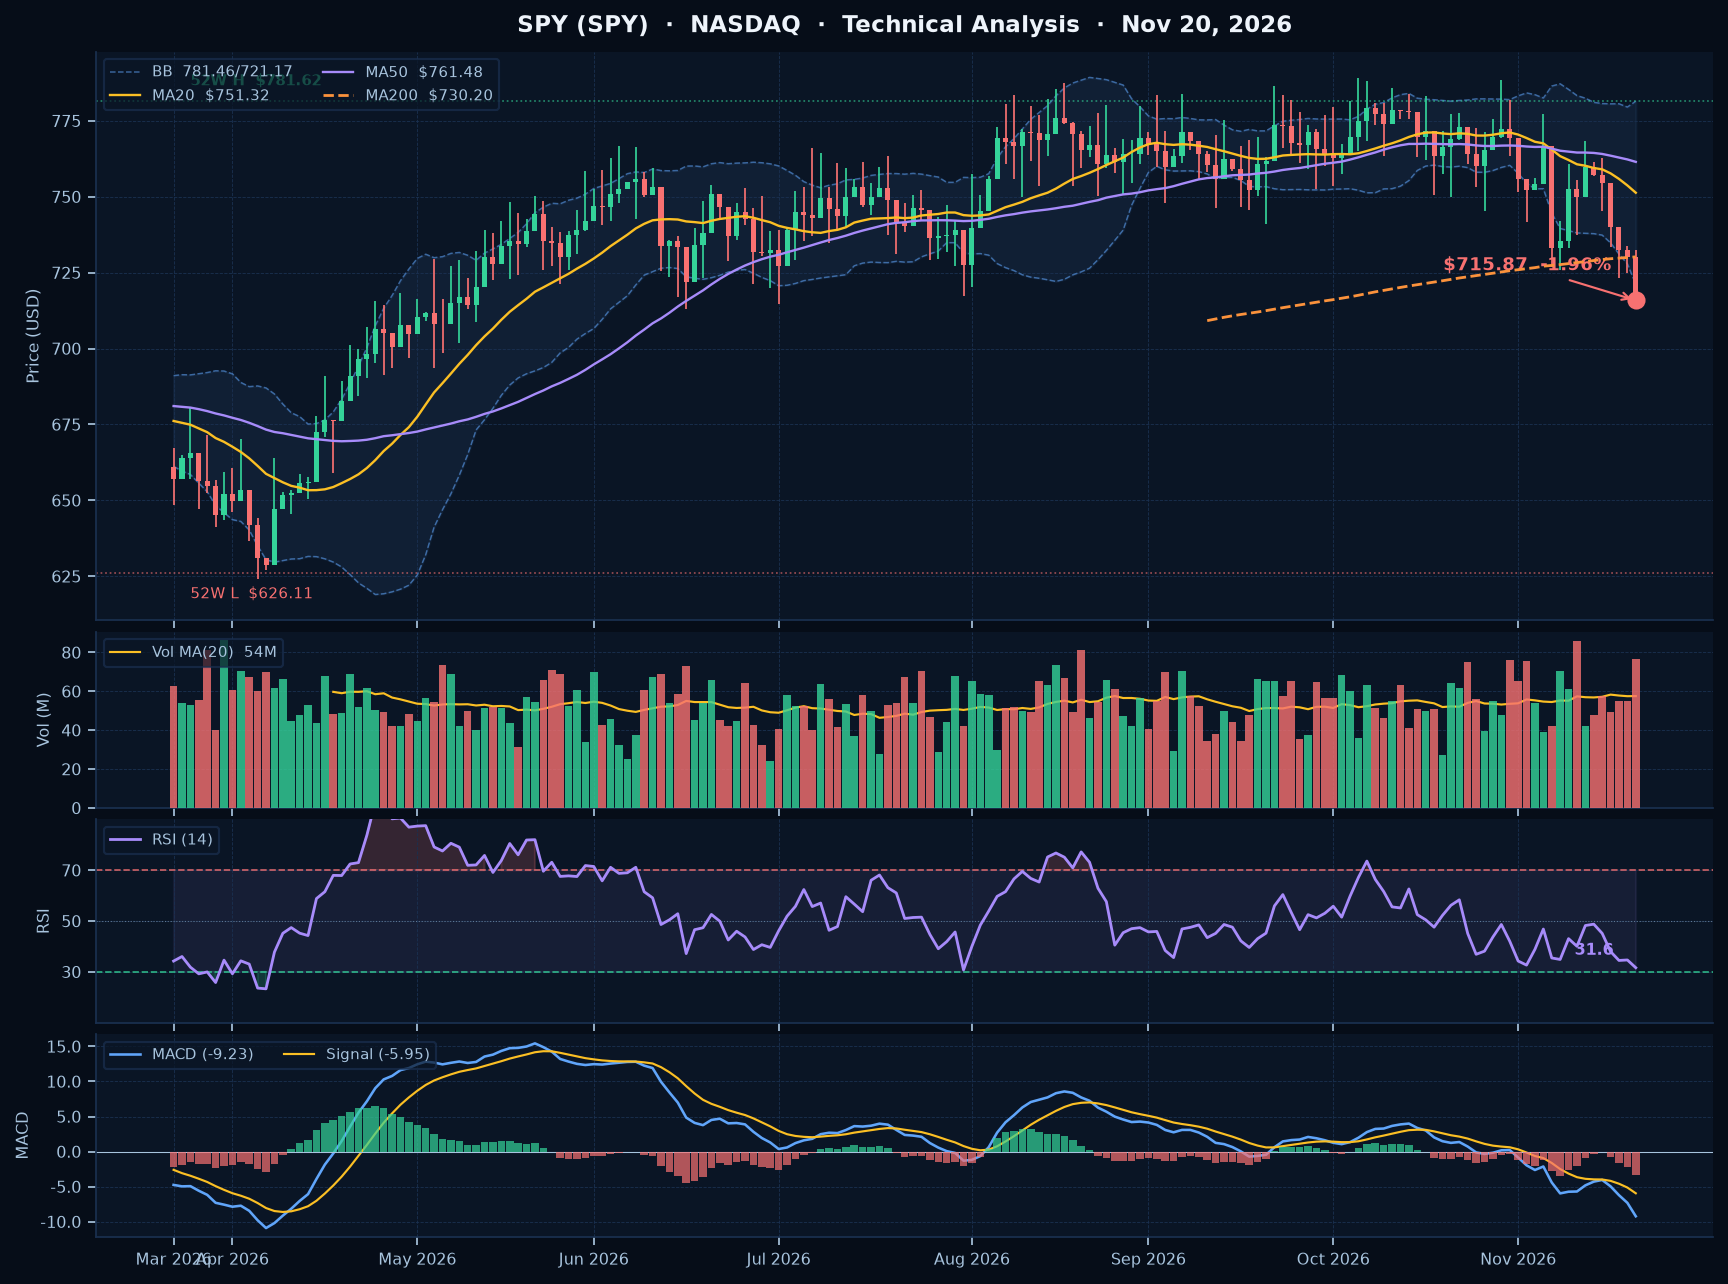 SPY (SPY)  ·  NASDAQ  ·  Technical Analysis  ·  Nov 20, 2026
BB 781.46/721.17
MA50 $761.48
52W H $781.62
MA20 $751.32
MA200 $730.20
775
750
725
700
675
650
625
Price (USD)
$715.87 -1.96%
52W L $626.11
Vol MA(20) 54M
80
60
40
20
0
Vol (M)
RSI (14)
70
50
30
RSI
31.6
MACD (-9.23)
Signal (-5.95)
15.0
10.0
5.0
0.0
-5.0
-10.0
MACD
Mar 2026
Apr 2026
May 2026
Jun 2026
Jul 2026
Aug 2026
Sep 2026
Oct 2026
Nov 2026